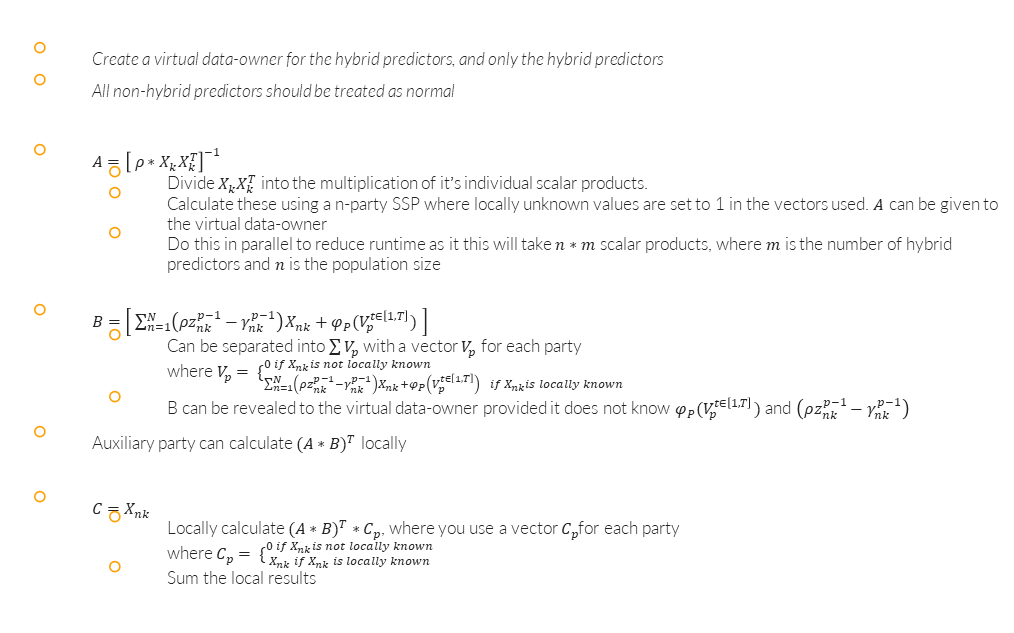 Create a virtual data-owner for the hybrid predictors, and only the hybrid predictors
All non-hybrid predictors should be treated as normal
A = [ρ * X_k X_k^T]^{-1}
Divide X_k X_k^T into the multiplication of it's individual scalar products.
Calculate these using a n-party SSP where locally unknown values are set to 1 in the vectors used. A can be given to
the virtual data-owner
Do this in parallel to reduce runtime as it this will take n * m scalar products, where m is the number of hybrid
predictors and n is the population size
B = [Σ_{n=1}^N (ρz_{nk}^{p-1} − γ_{nk}^{p-1})X_{nk} + φ_P(V_p^{tϵ[1,T]})]
Can be separated into Σ V_p with a vector V_p for each party
where V_p = {0 if X_{nk} is not locally known
Σ_{n=1}^N (ρz_{nk}^{p-1} − γ_{nk}^{p-1})X_{nk} + φ_P(V_p^{tϵ[1,T]}) if X_{nk} is locally known
B can be revealed to the virtual data-owner provided it does not know φ_P(V_p^{tϵ[1,T]}) and (ρz_{nk}^{p-1} − γ_{nk}^{p-1})
Auxiliary party can calculate (A * B)^T locally
C = X_{nk}
Locally calculate (A * B)^T * C_p, where you use a vector C_p for each party
where C_p = {0 if X_{nk} is not locally known
X_{nk} if X_{nk} is locally known
Sum the local results